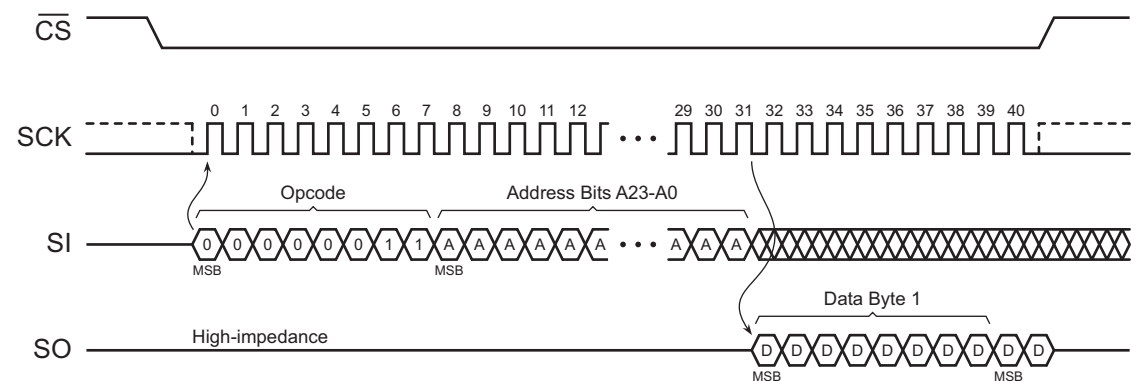 CS
0 1 2 3 4 5 6 7 8 9 10 11 12 29 30 31 32 33 34 35 36 37 38 39 40
SCK
Opcode Address Bits A23-A0
SI 0 0 0 0 0 0 1 1 A A A A A A • • • A A A
MSB MSB
Data Byte 1
High-impedance
SO D D D D D D D D D D
MSB MSB